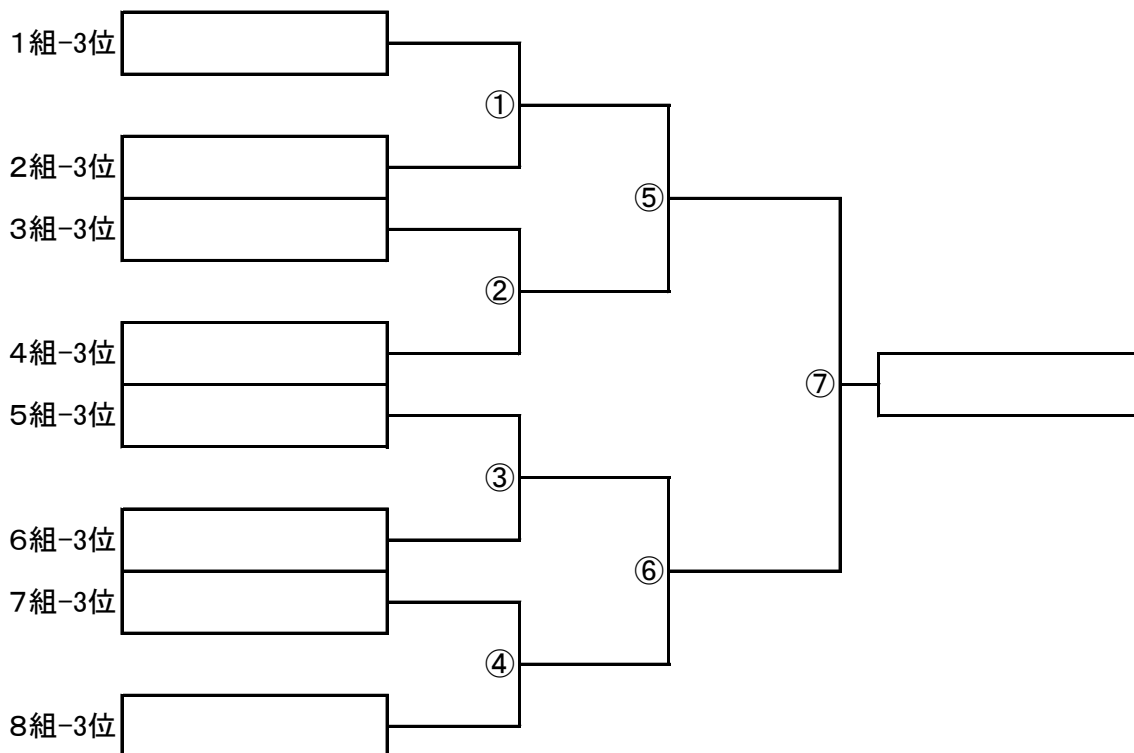 １組-3位
①
２組-3位
⑤
３組-3位
②
４組-3位
⑦
５組-3位
③
６組-3位
⑥
７組-3位
④
８組-3位